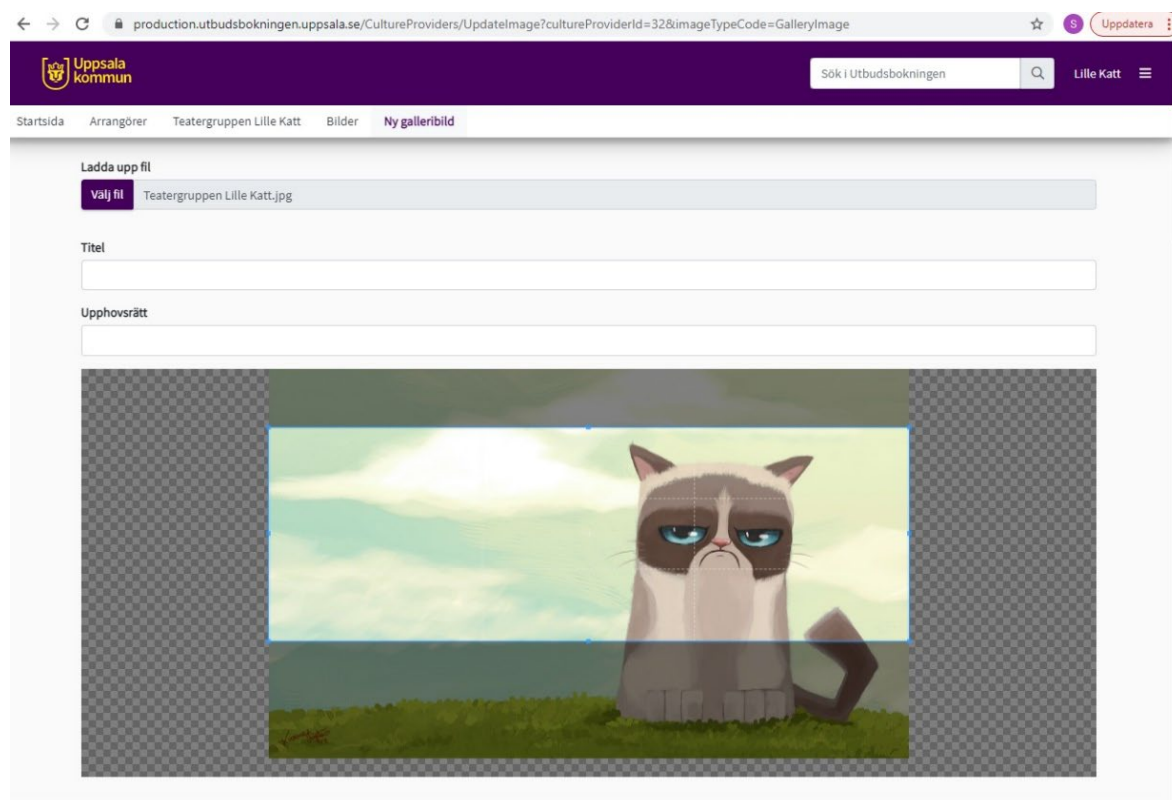 production.utbudsbokningen.uppsala.se/CultureProviders/UpdateImage?cultureProviderId=32&imageTypeCode=GalleryImage
S
Uppdatera
Uppsala
kommun
Sök i Utbudsbokningen
Lille Katt
Startsida
Arrangörer
Teatergruppen Lille Katt
Bilder
Ny galleribild
Ladda upp fil
Välj fil
Teatergruppen Lille Katt.jpg
Titel
Upphovsrätt